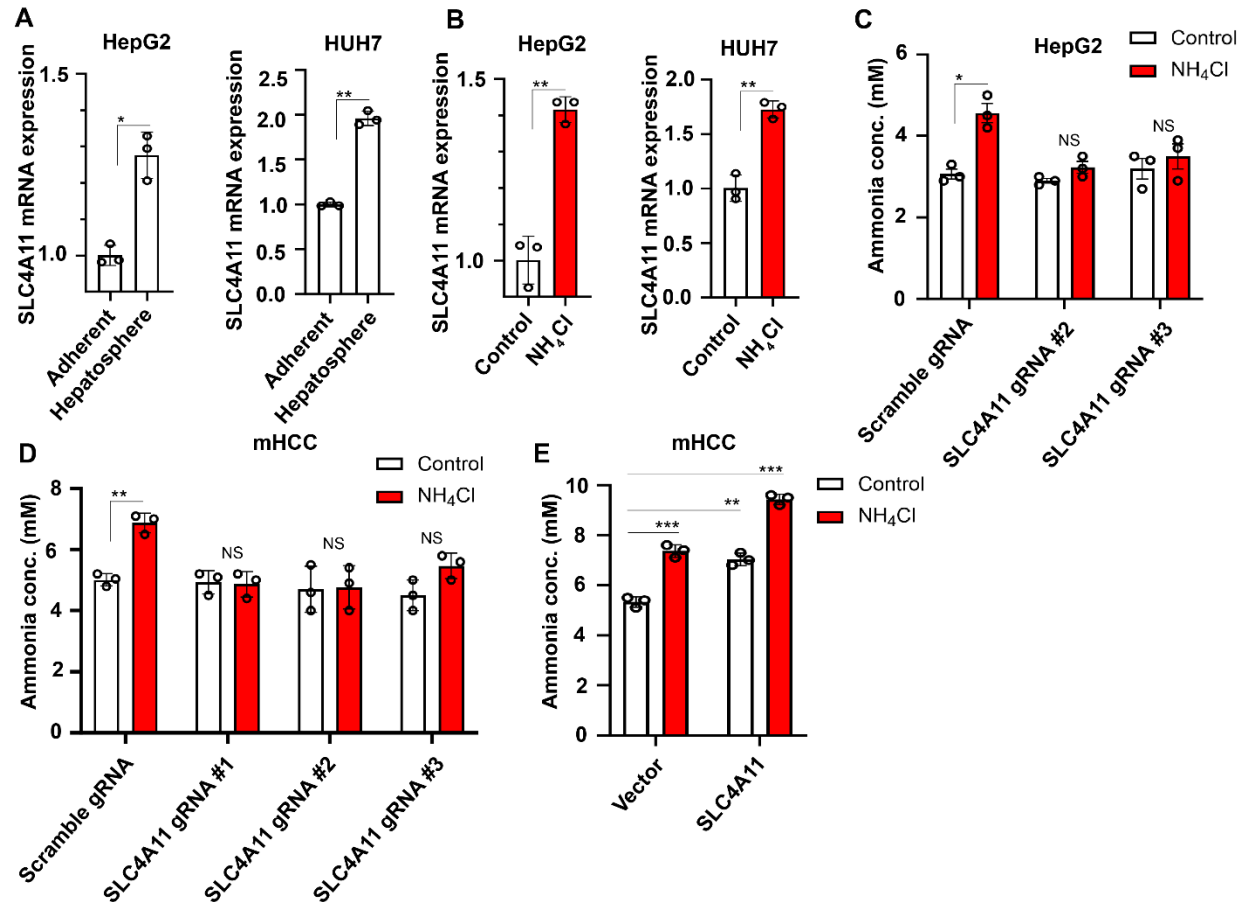 A
HepG2
SLC4A11 mRNA expression
1.5
1.0
*
Adherent
Hepatosphere
HUH7
SLC4A11 mRNA expression
2.5
2.0
1.5
1.0
0.5
0.0
**
Adherent
Hepatosphere
B
HepG2
SLC4A11 mRNA expression
1.5
1.0
**
Control
NH₄Cl
HUH7
SLC4A11 mRNA expression
2.0
1.5
1.0
0.5
0.0
**
Control
NH₄Cl
C
HepG2
Control
NH₄Cl
Ammonia conc. (mM)
6
4
2
0
*
NS
NS
Scramble gRNA
SLC4A11 gRNA #2
SLC4A11 gRNA #3
D
mHCC
Control
NH₄Cl
Ammonia conc. (mM)
8
6
4
2
0
**
NS
NS
NS
Scramble gRNA
SLC4A11 gRNA #1
SLC4A11 gRNA #2
SLC4A11 gRNA #3
E
mHCC
Control
NH₄Cl
Ammonia conc. (mM)
10
8
6
4
2
0
***
**
***
Vector
SLC4A11